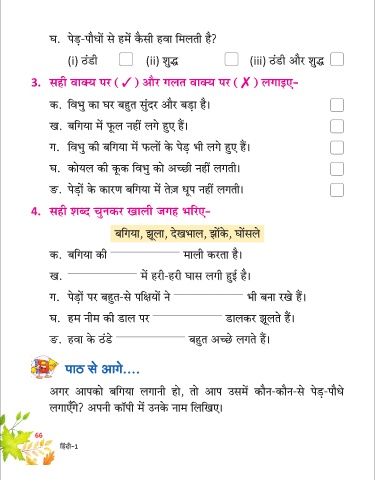 घ. पेड़-पौधों से हमें कैसी हवा मिलती है?
(i) ठंडी (ii) शुद्ध (iii) ठंडी और शुद्ध
3. सही वाक्य पर ( ✓ ) और गलत वाक्य पर ( ✗ ) लगाइए–
क. विभु का घर बहुत सुंदर और बड़ा है।
ख. बगिया में फूल नहीं लगे हुए हैं।
ग. विभु की बगिया में फलों के पेड़ भी लगे हुए हैं।
घ. कोयल की कूक विभु को अच्छी नहीं लगती।
ङ. पेड़ों के कारण बगिया में तेज़ धूप नहीं लगती।
4. सही शब्द चुनकर खाली जगह भरिए–
बगिया, झूला, देखभाल, झोंके, घोंसले
क. बगिया की ____________ माली करता है।
ख. ____________ में हरी-हरी घास लगी हुई है।
ग. पेड़ों पर बहुत-से पक्षियों ने ____________ भी बना रखे हैं।
घ. हम नीम की डाल पर ____________ डालकर झूलते हैं।
ङ. हवा के ठंडे ____________ बहुत अच्छे लगते हैं।
पाठ से आगे....
अगर आपको बगिया लगानी हो, तो आप उसमें कौन-कौन-से पेड़-पौधे
लगाएँगे? अपनी कॉपी में उनके नाम लिखिए।
66
हिंदी-1